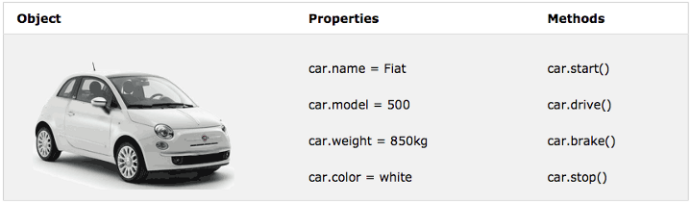 Object Properties Methods
car.name = Fiat car.start()
car.model = 500 car.drive()
car.weight = 850kg car.brake()
car.color = white car.stop()